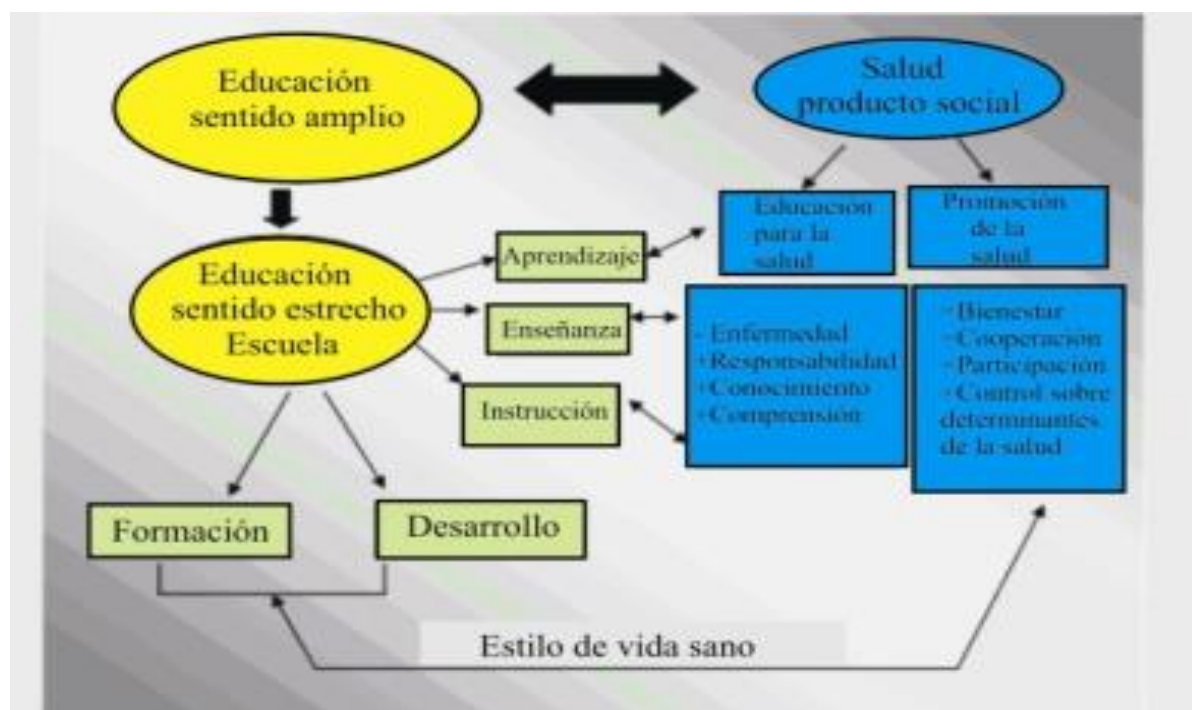 Educación
sentido amplio
Salud
producto social
Educación
para la
salud
Promoción
de la
salud
Educación
sentido estrecho
Escuela
Aprendizaje
Enseñanza
Instrucción
- Enfermedad
+Responsabilidad
+Conocimiento
+Comprensión
+Bienestar
+Cooperación
+Participación
+Control sobre
determinantes
de la salud
Formación
Desarrollo
Estilo de vida sano